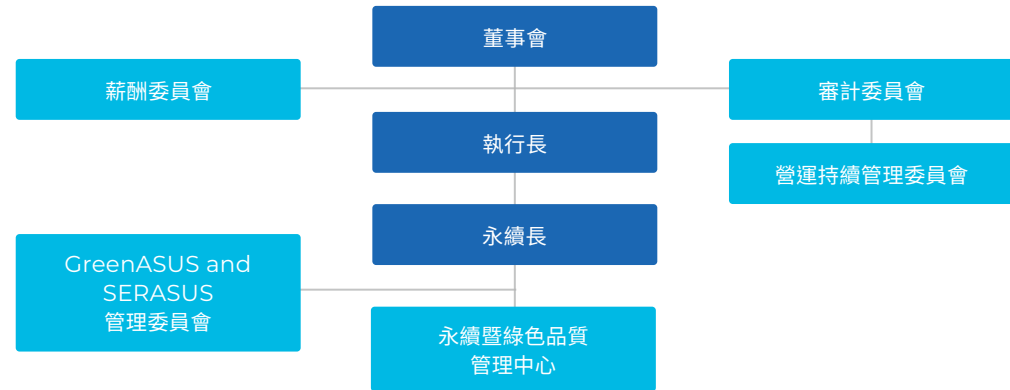 董事會
薪酬委員會
審計委員會
執行長
營運持續管理委員會
永續長
GreenASUS and
SERASUS
管理委員會
永續暨綠色品質
管理中心